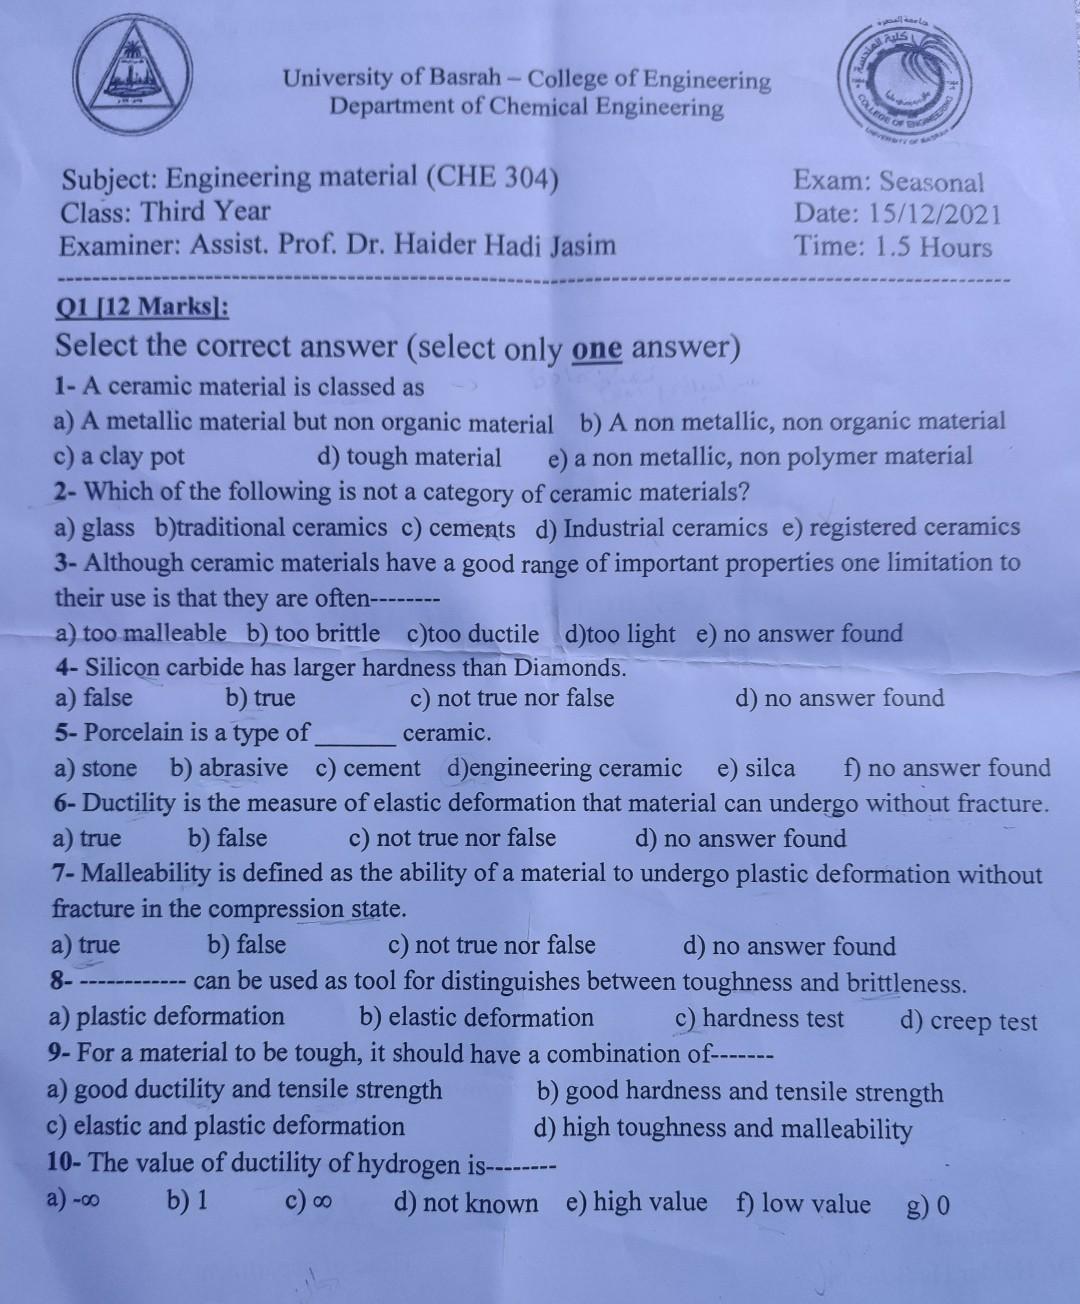 جامعة البصرة
كلية الهندسة
COLLEGE OF ENGINEERING
UNIVERSITY OF BASRAH
University of Basrah – College of Engineering
Department of Chemical Engineering
Subject: Engineering material (CHE 304)
Exam: Seasonal
Class: Third Year
Date: 15/12/2021
Examiner: Assist. Prof. Dr. Haider Hadi Jasim
Time: 1.5 Hours
Q1 [12 Marks]:
Select the correct answer (select only one answer)
1- A ceramic material is classed as
a) A metallic material but non organic material b) A non metallic, non organic material
c) a clay pot d) tough material e) a non metallic, non polymer material
2- Which of the following is not a category of ceramic materials?
a) glass b)traditional ceramics c) cements d) Industrial ceramics e) registered ceramics
3- Although ceramic materials have a good range of important properties one limitation to
their use is that they are often--------
a) too malleable b) too brittle c)too ductile d)too light e) no answer found
4- Silicon carbide has larger hardness than Diamonds.
a) false b) true c) not true nor false d) no answer found
5- Porcelain is a type of _______ ceramic.
a) stone b) abrasive c) cement d)engineering ceramic e) silca f) no answer found
6- Ductility is the measure of elastic deformation that material can undergo without fracture.
a) true b) false c) not true nor false d) no answer found
7- Malleability is defined as the ability of a material to undergo plastic deformation without
fracture in the compression state.
a) true b) false c) not true nor false d) no answer found
8- ------------ can be used as tool for distinguishes between toughness and brittleness.
a) plastic deformation b) elastic deformation c) hardness test d) creep test
9- For a material to be tough, it should have a combination of-------
a) good ductility and tensile strength b) good hardness and tensile strength
c) elastic and plastic deformation d) high toughness and malleability
10- The value of ductility of hydrogen is--------
a) -∞ b) 1 c) ∞ d) not known e) high value f) low value g) 0